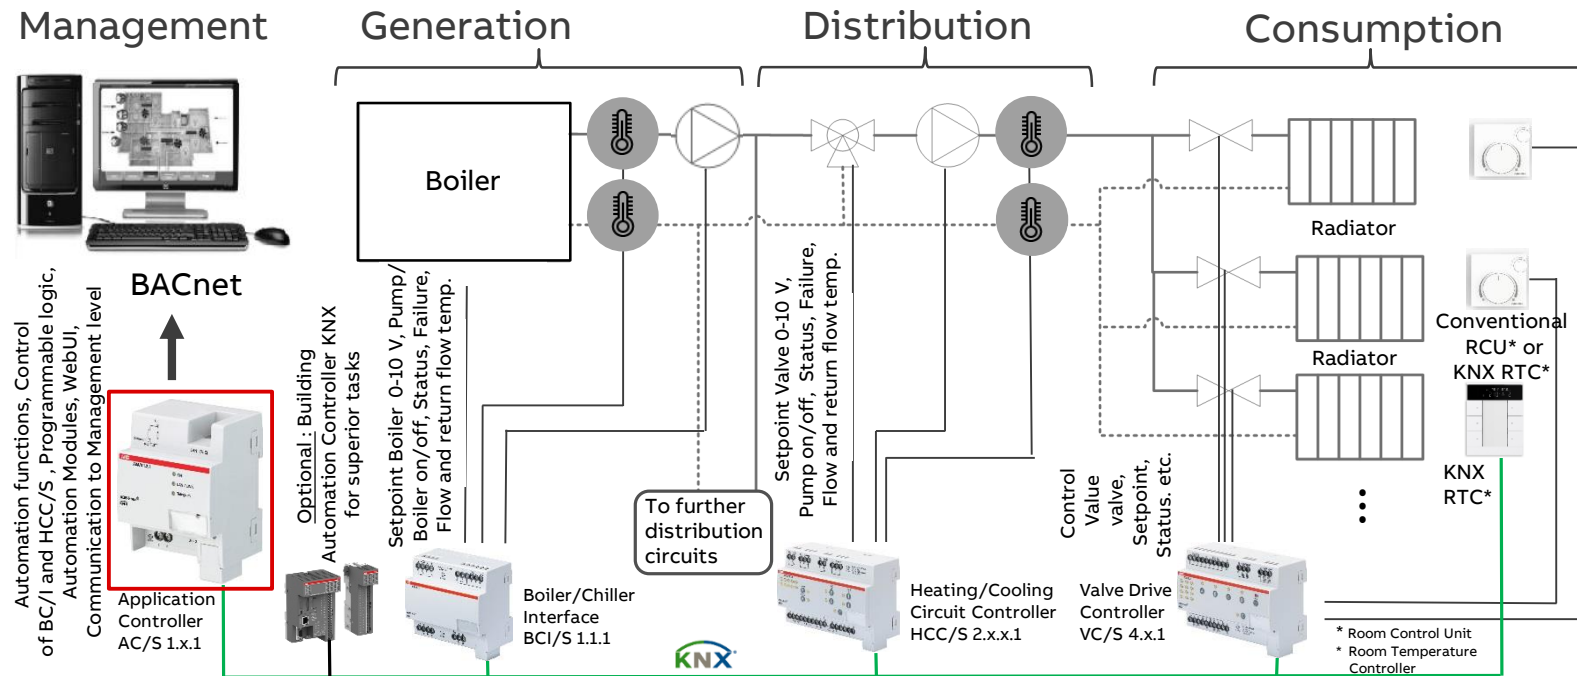 Management
Generation
Distribution
Consumption
Boiler
Radiator
BACnet
Automation functions, Control
of BC/I and HCC/S , Programmable logic,
Automation Modules, WebUI,
Communication to Management level
Optional : Building
Automation Controller KNX
for superior tasks
Setpoint Boiler 0-10 V, Pump/
Boiler on/off, Status, Failure,
Flow and return flow temp.
Setpoint Valve 0-10 V,
Pump on/off, Status, Failure,
Flow and return flow temp.
Conventional
RCU* or
KNX RTC*
Radiator
KNX
RTC*
Control
Value
valve,
Setpoint,
Status. etc.
To further
distribution
circuits
Application
Controller
AC/S 1.x.1
Boiler/Chiller
Interface
BCI/S 1.1.1
Heating/Cooling
Circuit Controller
HCC/S 2.x.x.1
Valve Drive
Controller
VC/S 4.x.1
* Room Control Unit
* Room Temperature
Controller
KNX